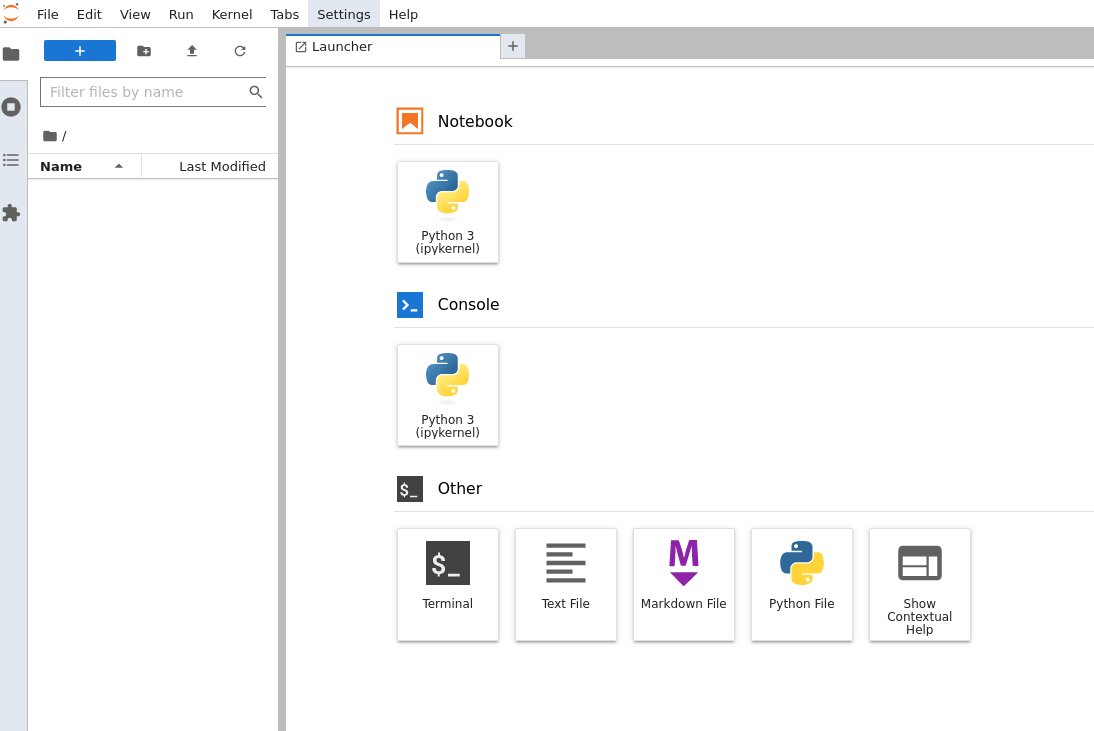 File Edit View Run Kernel Tabs Settings Help
Launcher
Filter files by name
/
Name Last Modified
Notebook
Python 3
(ipykernel)
Console
Python 3
(ipykernel)
$_ Other
$_
Terminal
Text File
M
Markdown File
Python File
Show
Contextual
Help